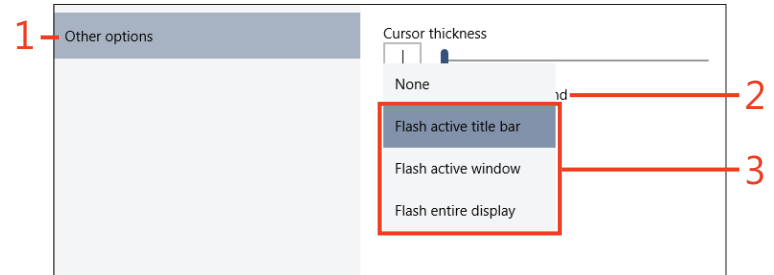 1
Other options
Cursor thickness
None
nd
2
Flash active title bar
Flash active window
3
Flash entire display